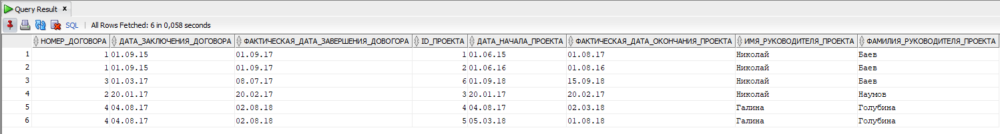 Query Result x
SQL | All Rows Fetched: 6 in 0,058 seconds
НОМЕР_ДОГОВОРА ДАТА_ЗАКЛЮЧЕНИЯ_ДОГОВОРА ФАКТИЧЕСКАЯ_ДАТА_ЗАВЕРШЕНИЯ_ДОВОГОРА ID_ПРОЕКТА ДАТА_НАЧАЛА_ПРОЕКТА ФАКТИЧЕСКАЯ_ДАТА_ОКОНЧАНИЯ_ПРОЕКТА ИМЯ_РУКОВОДИТЕЛЯ_ПРОЕКТА ФАМИЛИЯ_РУКОВОДИТЕЛЯ_ПРОЕКТА
1 1 01.09.15 01.09.17 1 01.06.15 01.08.17 Николай Баев
2 1 01.09.15 01.09.17 2 01.06.16 01.08.16 Николай Баев
3 3 01.03.17 08.07.17 6 01.09.18 15.09.18 Николай Баев
4 2 20.01.17 20.02.17 3 20.01.17 20.02.17 Николай Наумов
5 4 04.08.17 02.08.18 4 04.08.17 02.03.18 Галина Голубина
6 4 04.08.17 02.08.18 5 05.03.18 01.08.18 Галина Голубина